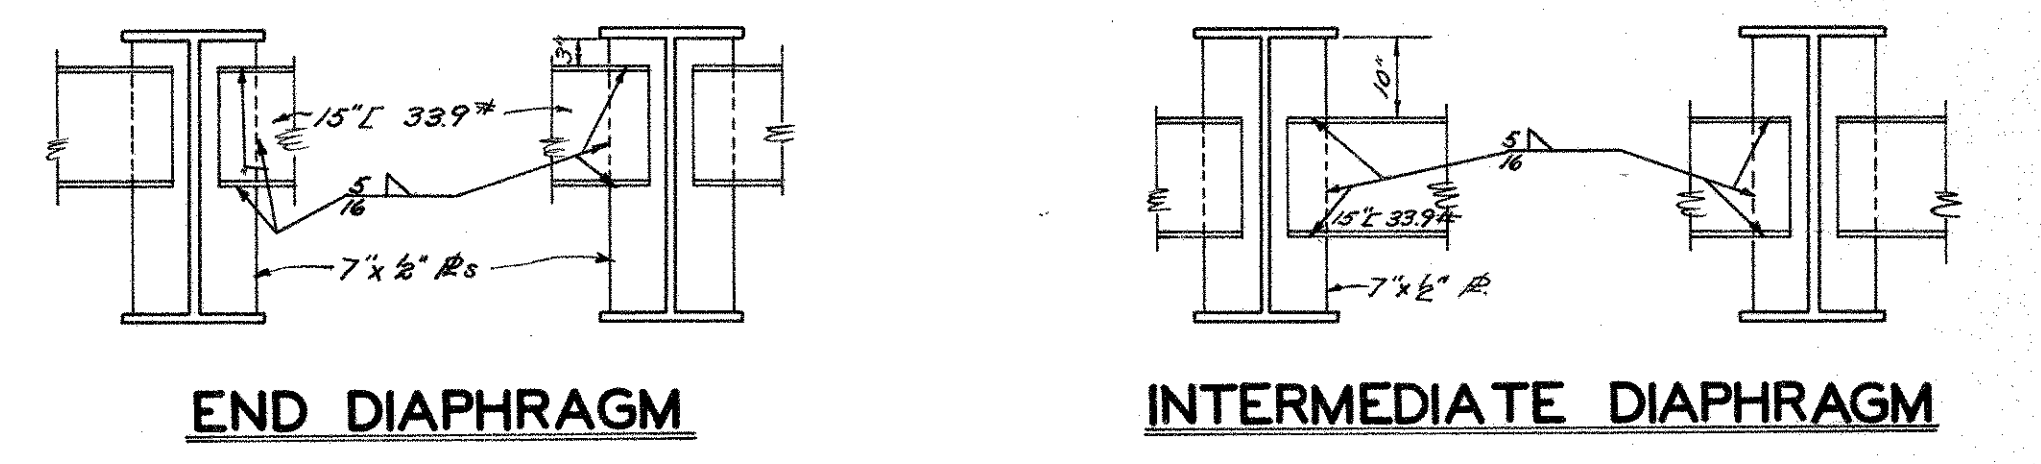 3"
15" [ 33.9 #
5
16
7" x 1/2" ℞s
END DIAPHRAGM
10"
5
16
15" [ 33.9 #
7" x 1/2" ℞.
INTERMEDIATE DIAPHRAGM